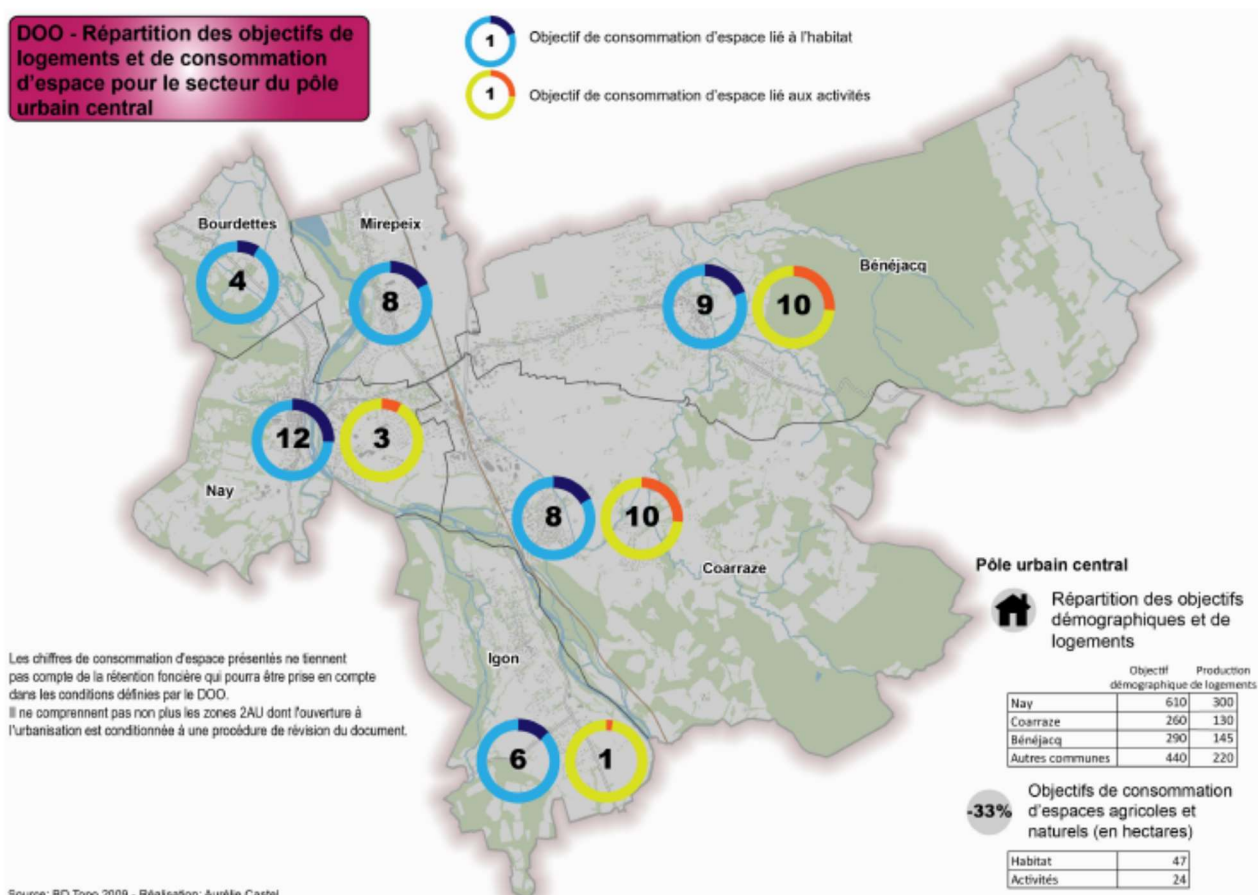 DOO - Répartition des objectifs de
logements et de consommation
d'espace pour le secteur du pôle
urbain central
1 Objectif de consommation d'espace lié à l'habitat
1 Objectif de consommation d'espace lié aux activités
Bourdettes
4
Mirepeix
8
Bénéjacq
9
10
12
3
Nay
8
10
Coarraze
Igon
6
1
Les chiffres de consommation d'espace présentés ne tiennent
pas compte de la rétention foncière qui pourra être prise en compte
dans les conditions définies par le DOO.
Il ne comprennent pas non plus les zones 2AU dont l'ouverture à
l'urbanisation est conditionnée à une procédure de révision du document.
Source: BD Topo 2009 - Réalisation: Aurélie Castel
Pôle urbain central
Répartition des objectifs
démographiques et de
logements
Objectif Production
démographique de logements
Nay 610 300
Coarraze 260 130
Bénéjacq 290 145
Autres communes 440 220
-33%
Objectifs de consommation
d'espaces agricoles et
naturels (en hectares)
Habitat 47
Activités 24